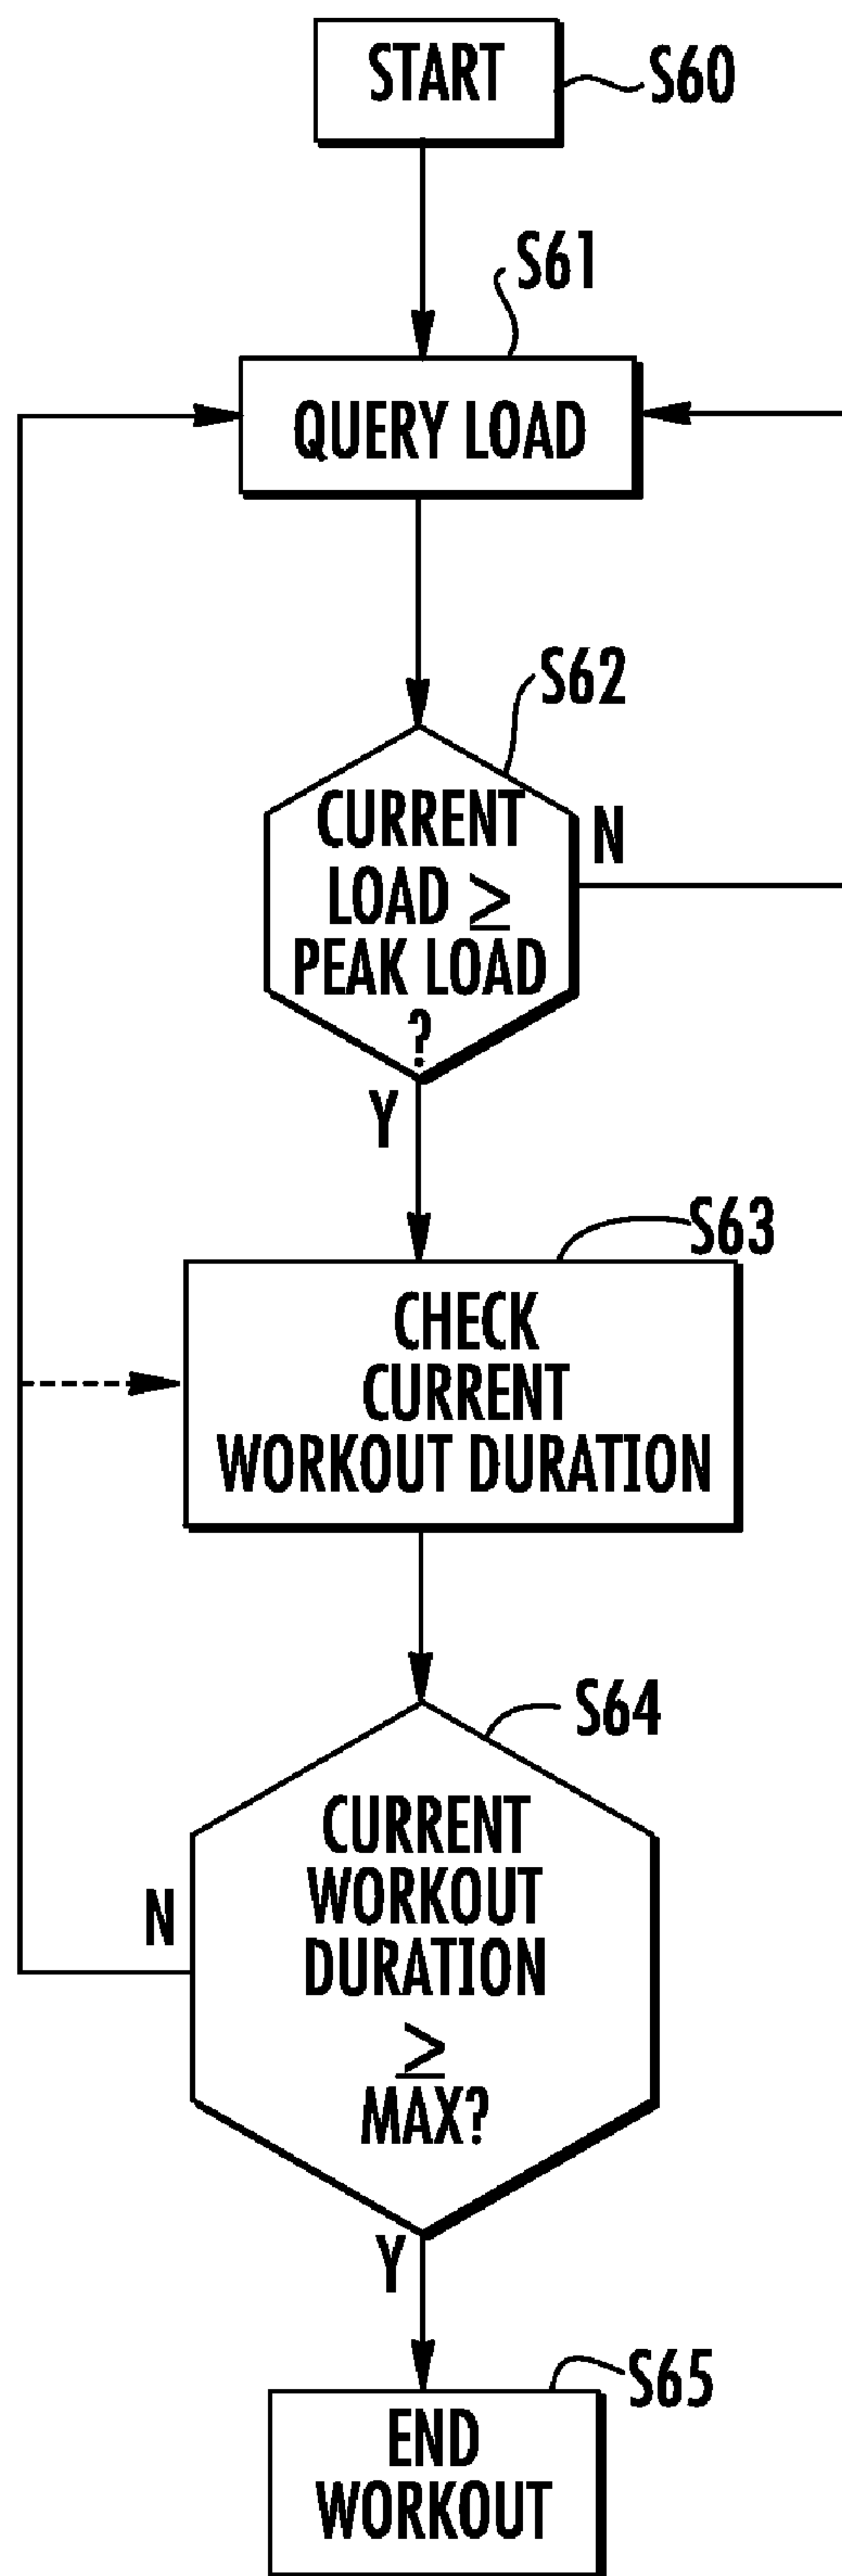 START
S60
S61
QUERY LOAD
S62
CURRENT
LOAD ≥
PEAK LOAD
?
N
Y
S63
CHECK
CURRENT
WORKOUT DURATION
S64
CURRENT
WORKOUT
DURATION
≥
MAX?
N
Y
S65
END
WORKOUT